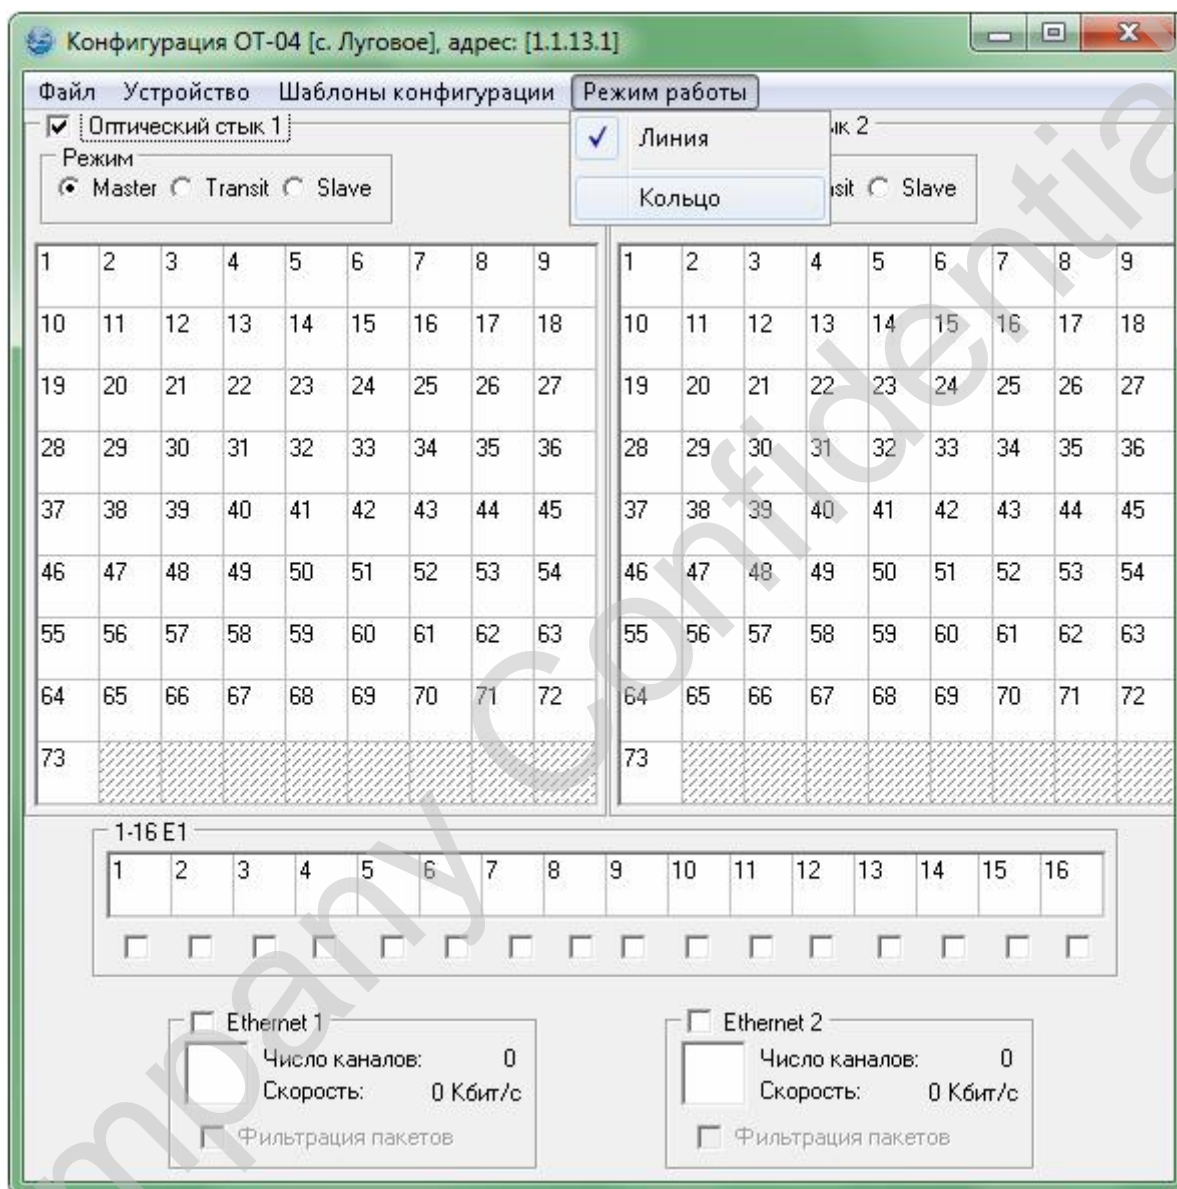 Конфигурация ОТ-04 [с. Луговое], адрес: [1.1.13.1]
Файл Устройство Шаблоны конфигурации Режим работы
Линия
Кольцо
Оптический стык 1
ык 2
Режим
Master Transit Slave
sit Slave
1 2 3 4 5 6 7 8 9 1 2 3 4 5 6 7 8 9
10 11 12 13 14 15 16 17 18 10 11 12 13 14 15 16 17 18
19 20 21 22 23 24 25 26 27 19 20 21 22 23 24 25 26 27
28 29 30 31 32 33 34 35 36 28 29 30 31 32 33 34 35 36
37 38 39 40 41 42 43 44 45 37 38 39 40 41 42 43 44 45
46 47 48 49 50 51 52 53 54 46 47 48 49 50 51 52 53 54
55 56 57 58 59 60 61 62 63 55 56 57 58 59 60 61 62 63
64 65 66 67 68 69 70 71 72 64 65 66 67 68 69 70 71 72
73 73
1-16 E1
1 2 3 4 5 6 7 8 9 10 11 12 13 14 15 16
Ethernet 1
Число каналов: 0
Скорость: 0 Кбит/с
Фильтрация пакетов
Ethernet 2
Число каналов: 0
Скорость: 0 Кбит/с
Фильтрация пакетов
mpany Confidentia